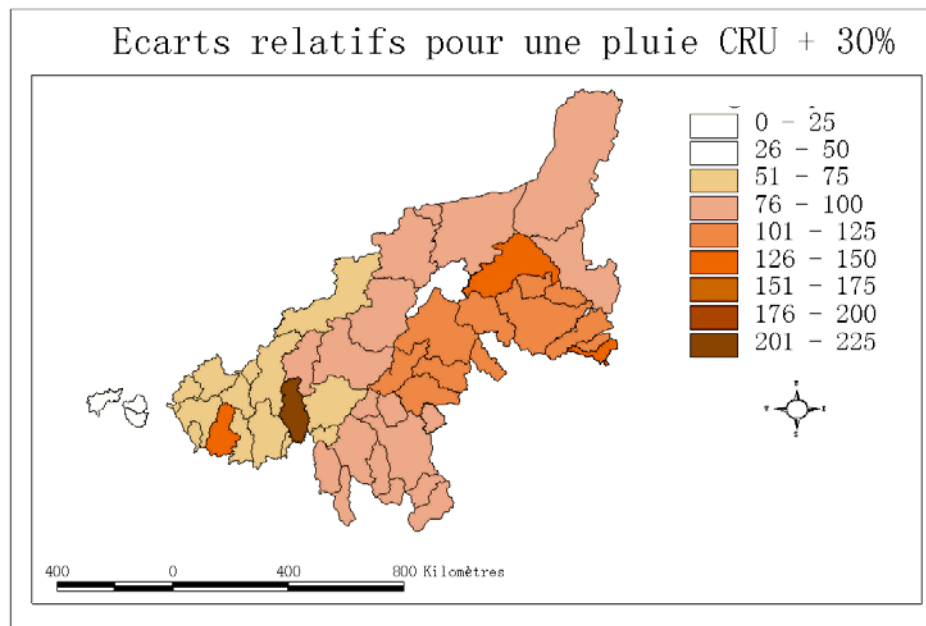 Ecarts relatifs pour une pluie CRU + 30%
0 - 25
26 - 50
51 - 75
76 - 100
101 - 125
126 - 150
151 - 175
176 - 200
201 - 225
400 0 400 800 Kilomètres